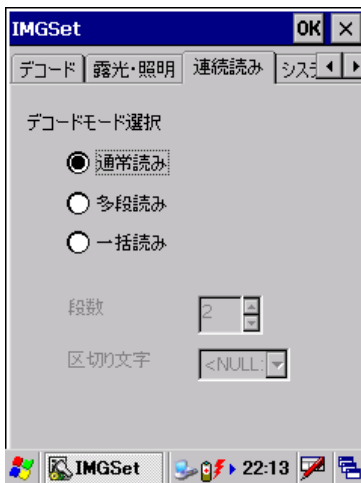 IMGSet OK ×
デコード 露光・照明 連続読み シス
デコードモード選択
通常読み
多段読み
一括読み
段数 2
区切り文字 <NULL:
IMGSet 22:13